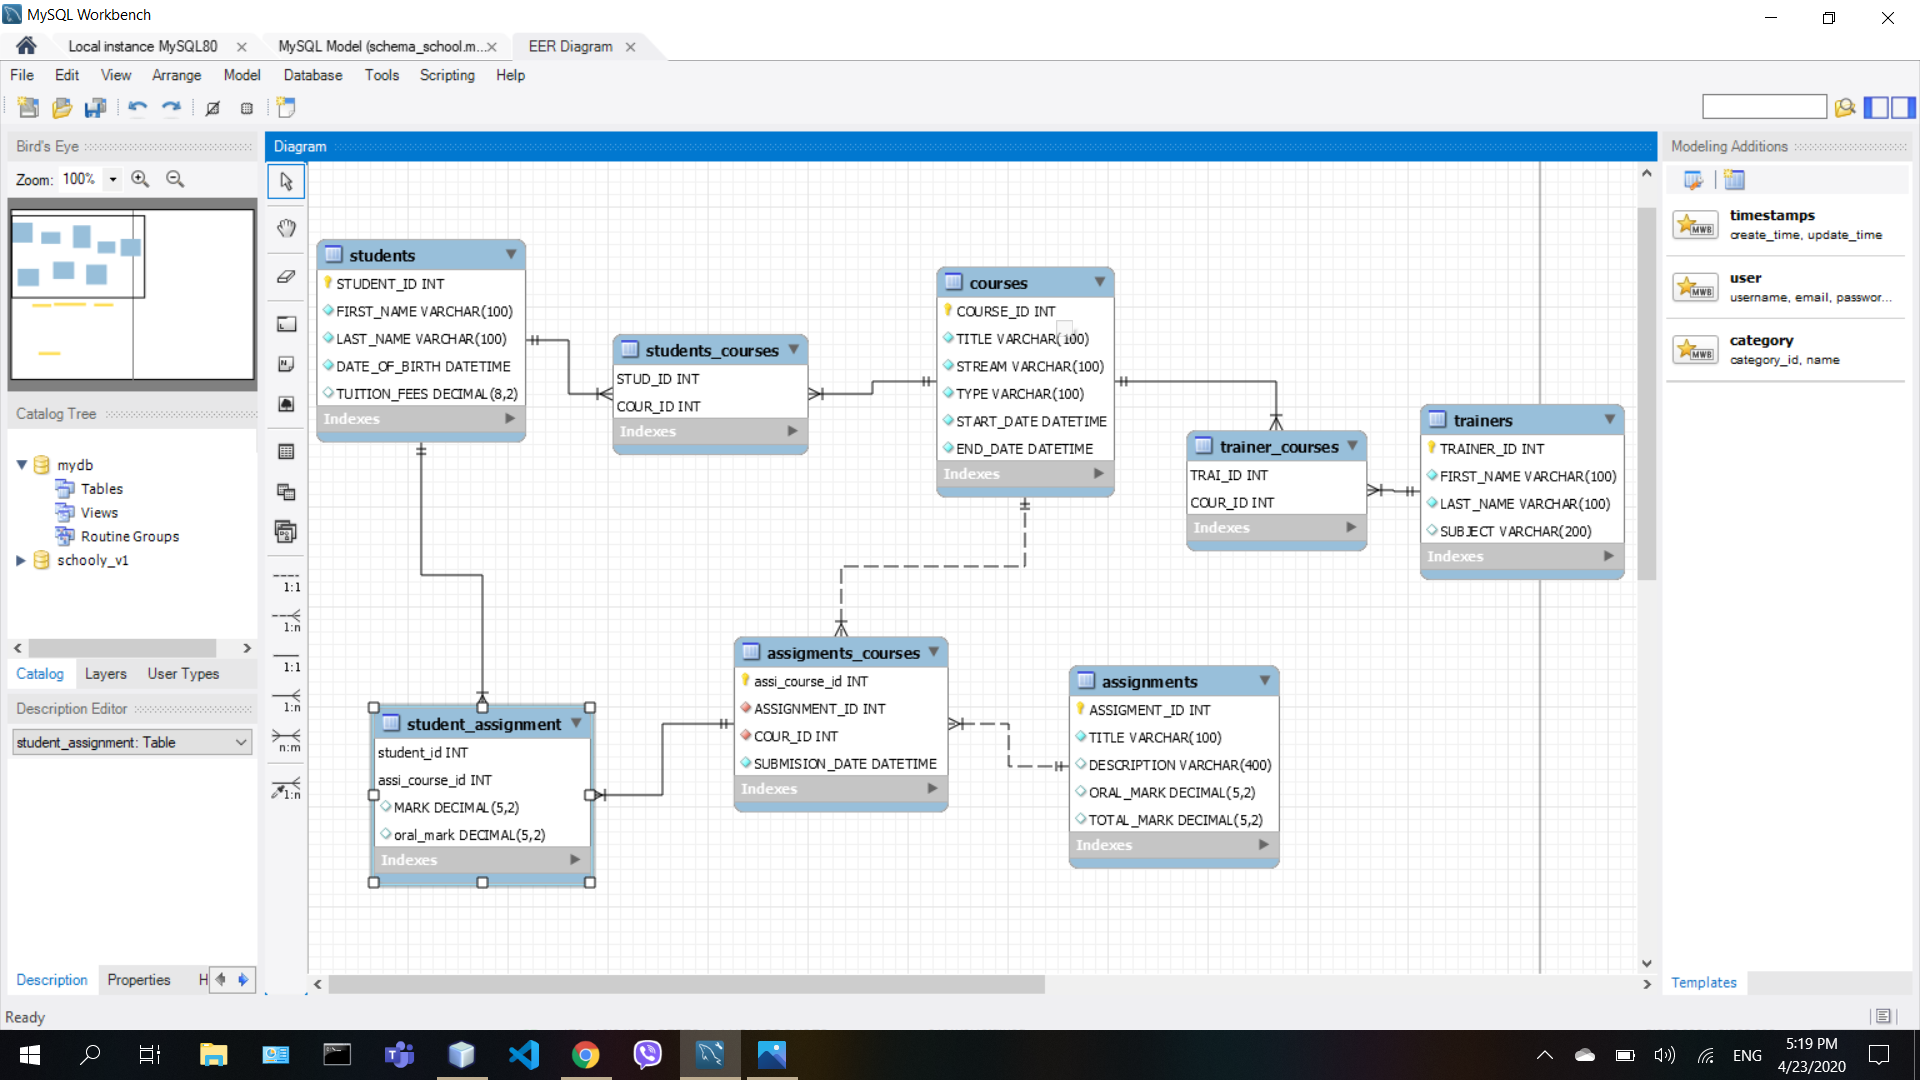 MySQL Workbench
Local instance MySQL80
MySQL Model (schema_school.m...
EER Diagram
File Edit View Arrange Model Database Tools Scripting Help
Bird's Eye
Zoom: 100%
Catalog Tree
mydb
Tables
Views
Routine Groups
schooly_v1
Catalog Layers User Types
Description Editor
student_assignment: Table
Description Properties H
Ready
Diagram
1:1
1:n
1:1
1:n
n:m
1:n
students
STUDENT_ID INT
FIRST_NAME VARCHAR(100)
LAST_NAME VARCHAR(100)
DATE_OF_BIRTH DATETIME
TUITION_FEES DECIMAL(8,2)
Indexes
students_courses
STUD_ID INT
COUR_ID INT
Indexes
courses
COURSE_ID INT
TITLE VARCHAR(100)
STREAM VARCHAR(100)
TYPE VARCHAR(100)
START_DATE DATETIME
END_DATE DATETIME
Indexes
trainer_courses
TRAI_ID INT
COUR_ID INT
Indexes
trainers
TRAINER_ID INT
FIRST_NAME VARCHAR(100)
LAST_NAME VARCHAR(100)
SUBJECT VARCHAR(200)
Indexes
student_assignment
student_id INT
assi_course_id INT
MARK DECIMAL(5,2)
oral_mark DECIMAL(5,2)
Indexes
assigments_courses
assi_course_id INT
ASSIGNMENT_ID INT
COUR_ID INT
SUBMISION_DATE DATETIME
Indexes
assignments
ASSIGMENT_ID INT
TITLE VARCHAR(100)
DESCRIPTION VARCHAR(400)
ORAL_MARK DECIMAL(5,2)
TOTAL_MARK DECIMAL(5,2)
Indexes
Modeling Additions
MWB
timestamps
create_time, update_time
MWB
user
username, email, passwor...
MWB
category
category_id, name
Templates
ENG
5:19 PM
4/23/2020